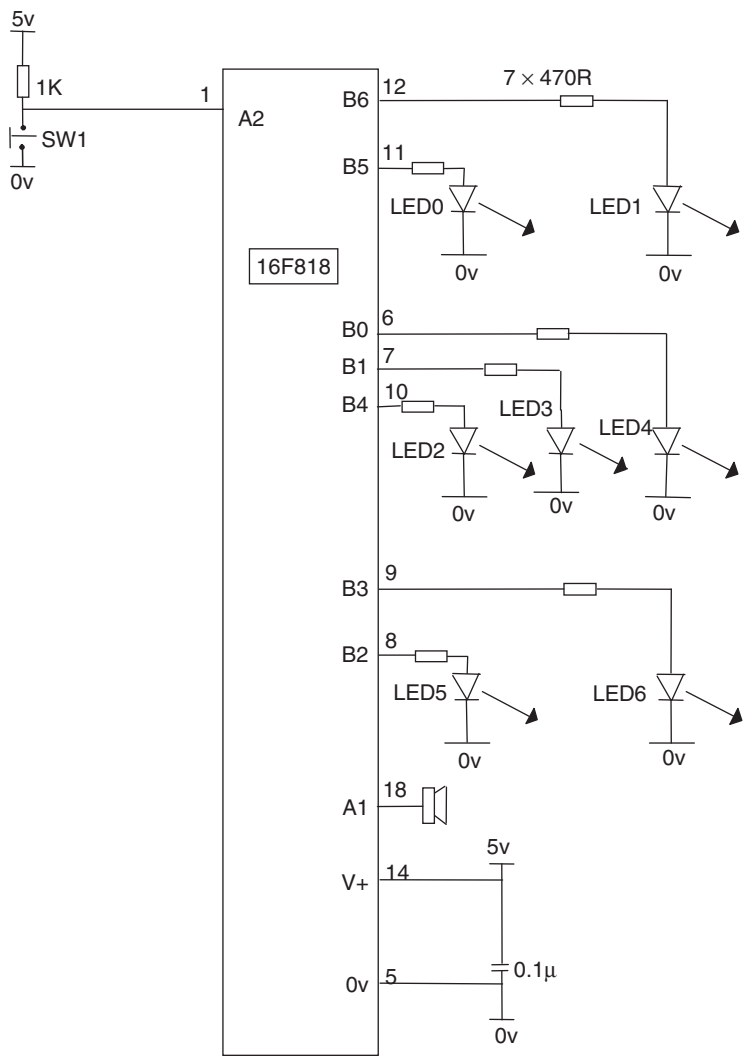 5v
1K
1
A2
SW1
0v
16F818
B6
12
7 × 470R
B5
11
LED0
LED1
0v
0v
B0
6
B1
7
B4
10
LED3
LED2
LED4
0v
0v
0v
B3
9
B2
8
LED5
LED6
0v
0v
A1
18
5v
V+
14
0.1µ
0v
5
0v